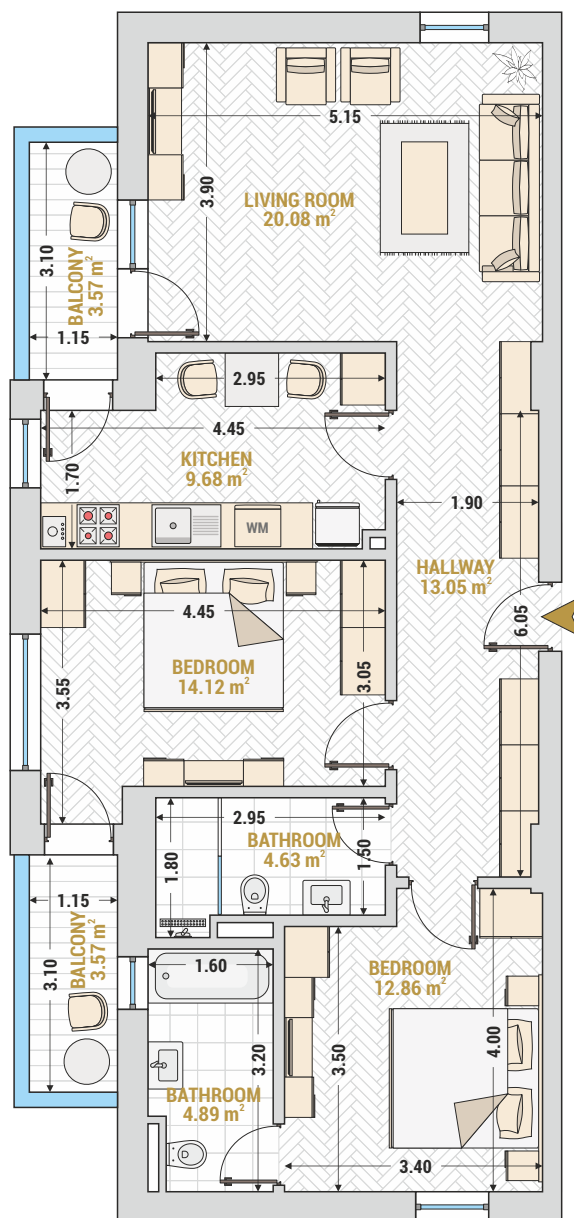 3.90
5.15
LIVING ROOM
20.08 m²
3.10
BALCONY
3.57 m²
1.15
2.95
4.45
KITCHEN
9.68 m²
1.70
WM
1.90
HALLWAY
13.05 m²
6.05
4.45
BEDROOM
14.12 m²
3.55
3.05
2.95
BATHROOM
4.63 m²
1.50
1.80
1.15
3.10
BALCONY
3.57 m²
1.60
3.20
BATHROOM
4.89 m²
BEDROOM
12.86 m²
4.00
3.50
3.40